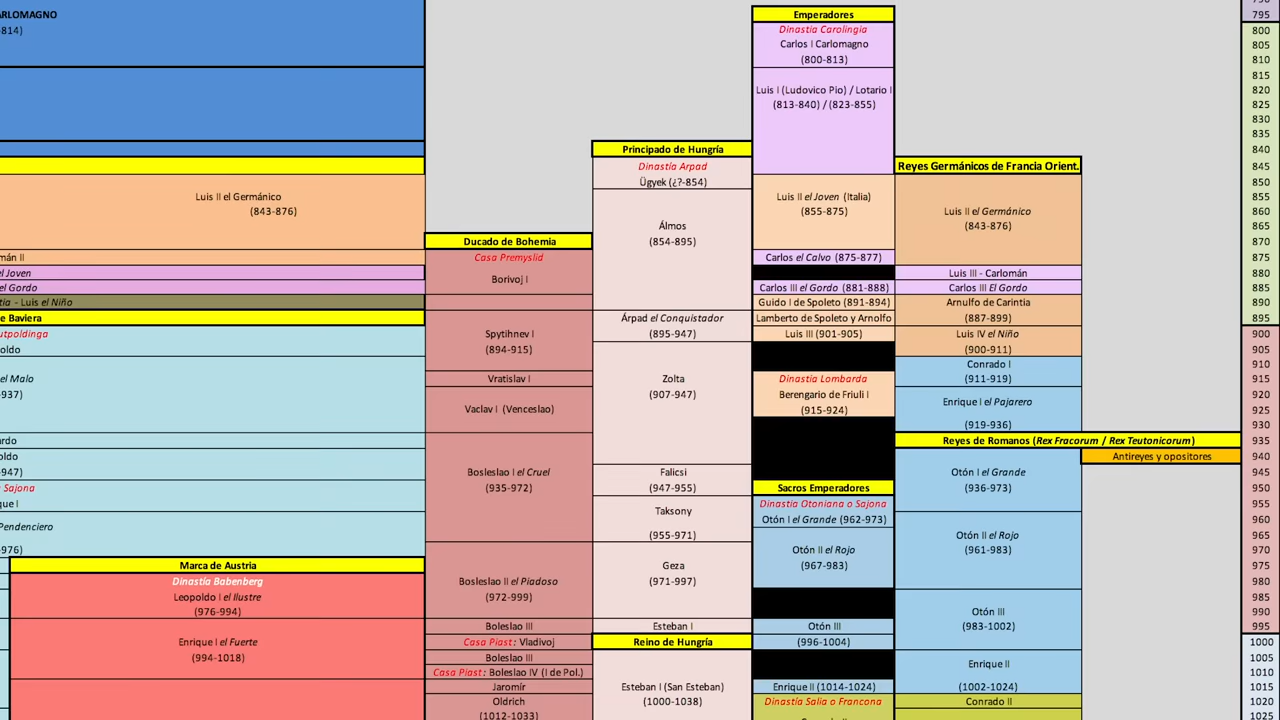 ARLOMAGNO
814)
el Joven
el Gordo
Luis el Niño
e Baviera
el Malo
937)
947)
Sajona
que I
Pendenciero
976)
Luis II el Germánico
(843-876)
Marca de Austria
Dinastía Babenberg
Leopoldo I el Ilustre
(976-994)
Enrique I el Fuerte
(994-1018)
Ducado de Bohemia
Casa Premyslid
Borivoj I
Spytihnev I
(894-915)
Vratislav I
Vaclav I (Venceslao)
Bosleslao I el Cruel
(935-972)
Bosleslao II el Piadoso
(972-999)
Boleslao III
Casa Piast: Vladivoj
Boleslao III
Casa Piast: Boleslao IV (I de Pol.)
Jaromír
Oldrich
(1012-1033)
Principado de Hungría
Dinastía Arpad
Ügyek (¿?-854)
Álmos
(854-895)
Árpad el Conquistador
(895-947)
Zolta
(907-947)
Falicsi
(947-955)
Taksony
(955-971)
Geza
(971-997)
Esteban I
Reino de Hungría
Esteban I (San Esteban)
(1000-1038)
Emperadores
Dinastia Carolingia
Carlos I Carlomagno
(800-813)
Luis I (Ludovico Pio) / Lotario I
(813-840) / (823-855)
Luis II el Joven (Italia)
(855-875)
Carlos el Calvo (875-877)
Carlos III el Gordo (881-888)
Guido I de Spoleto (891-894)
Lamberto de Spoleto y Arnolfo
Luis III (901-905)
Dinastía Lombarda
Berengario de Friuli I
(915-924)
Sacros Emperadores
Dinastia Otoniana o Sajona
Otón I el Grande (962-973)
Otón II el Rojo
(967-983)
Otón III
(996-1004)
Enrique II (1014-1024)
Dinastía Salia o Francona
Reyes Germánicos de Francia Orient.
Luis II el Germánico
(843-876)
Luis III - Carlomán
Carlos III El Gordo
Arnulfo de Carintia
(887-899)
Luis IV el Niño
(900-911)
Conrado I
(911-919)
Enrique I el Pajarero
(919-936)
Reyes de Romanos (Rex Fracorum / Rex Teutonicorum)
Antireyes y opositores
Otón I el Grande
(936-973)
Otón II el Rojo
(961-983)
Otón III
(983-1002)
Enrique II
(1002-1024)
Conrado II
795
800
805
810
815
820
825
830
835
840
845
850
855
860
865
870
875
880
885
890
895
900
905
910
915
920
925
930
935
940
945
950
955
960
965
970
975
980
985
990
995
1000
1005
1010
1015
1020
1025